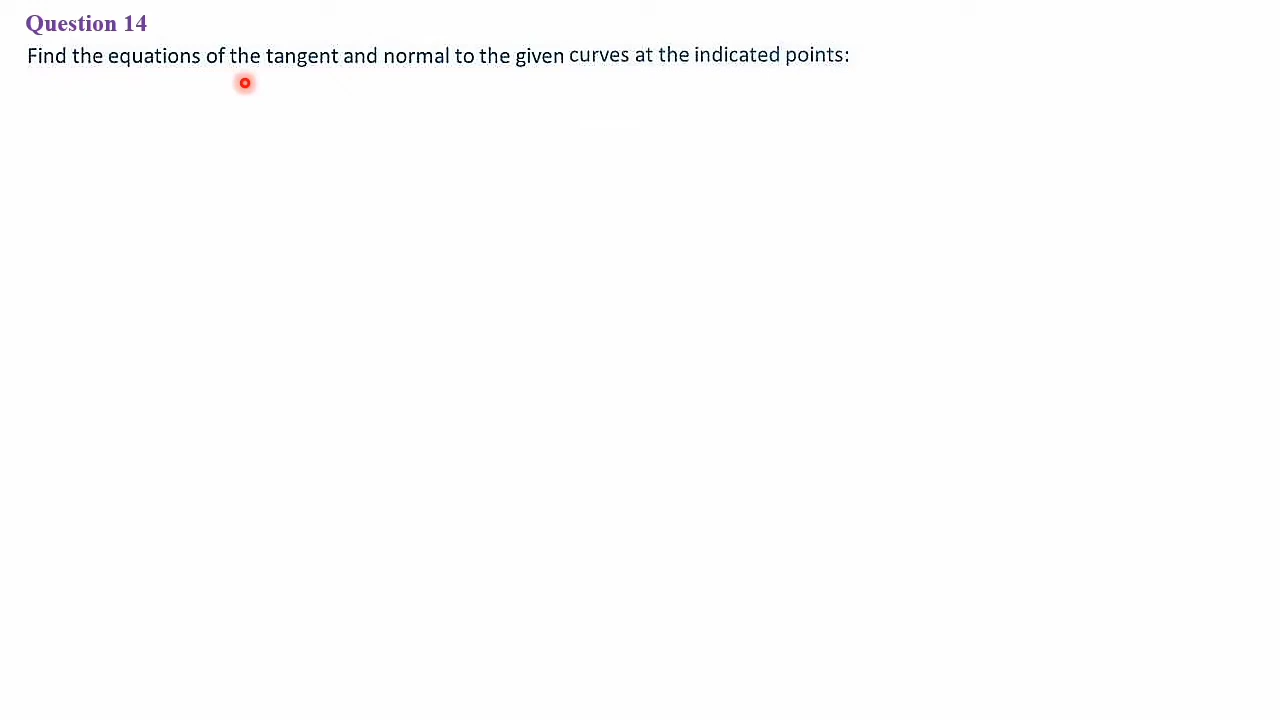 Question 14
Find the equations of the tangent and normal to the given curves at the indicated points: